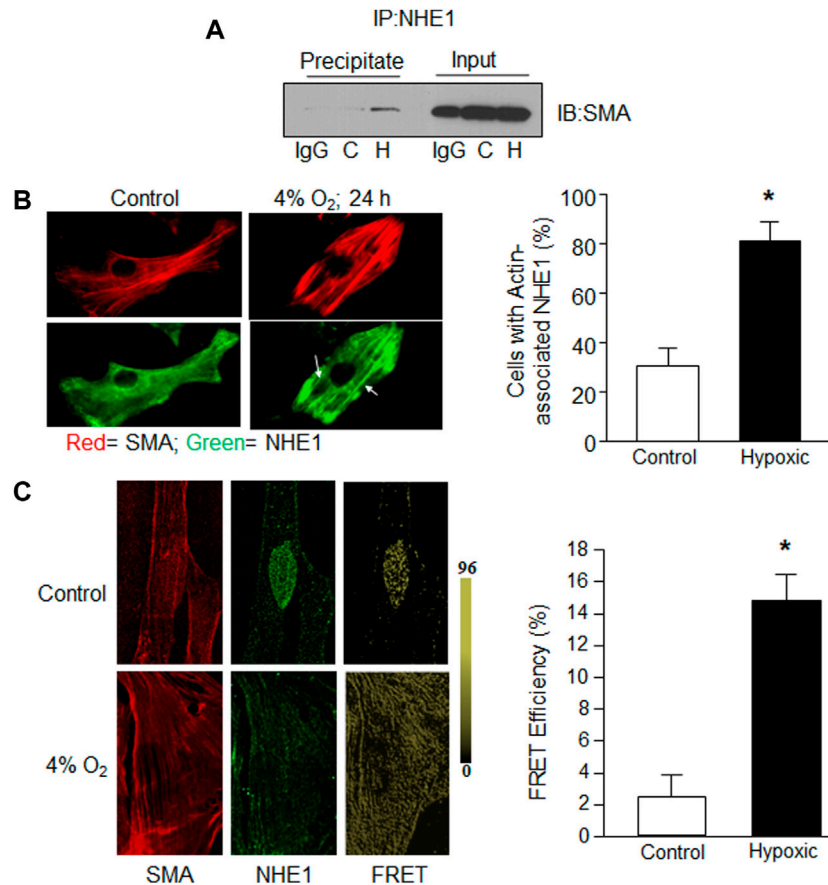 A
IP:NHE1
Precipitate Input
IB:SMA
IgG C H IgG C H
B
Control 4% O₂; 24 h
Red= SMA; Green= NHE1
Cells with Actin-
associated NHE1 (%)
100
80
60
40
20
0
*
Control Hypoxic
C
Control
4% O₂
96
0
SMA NHE1 FRET
FRET Efficiency (%)
18
16
14
12
10
8
6
4
2
0
*
Control Hypoxic